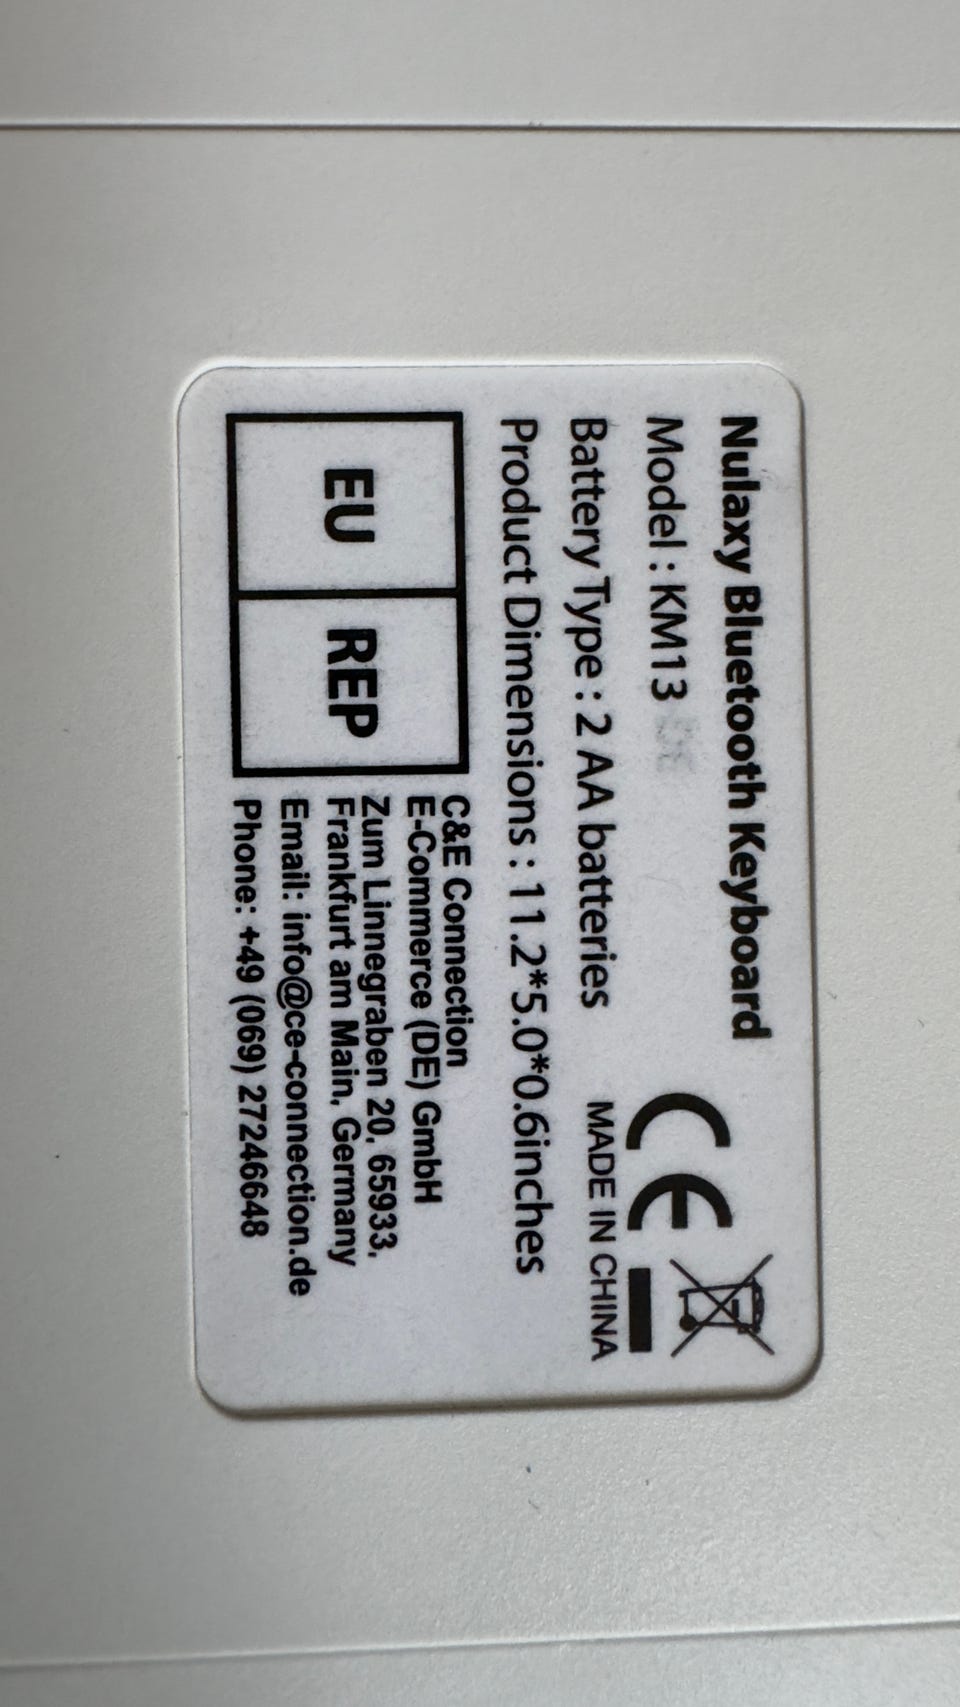 Nulaxy Bluetooth Keyboard
Model : KM13
Battery Type : 2 AA batteries
Product Dimensions : 11.2*5.0*0.6inches
CE
MADE IN CHINA
EU REP
C&E Connection
E-Commerce (DE) GmbH
Zum Linnegraben 20, 65933,
Frankfurt am Main, Germany
Email: info@ce-connection.de
Phone: +49 (069) 27246648